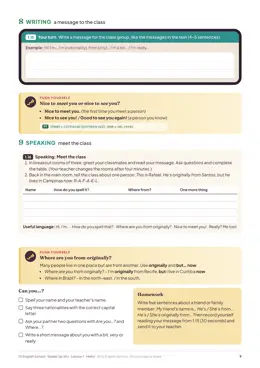 8 WRITING a message to the class
Your turn Write a message for the class group, like the messages in the text (4-6 sentences)
Example: Hi! I'm... I'm (nationality), from (city). I'm a bit... / I'm really...
PUSH YOURSELF
Nice to meet you or nice to see you?
• Nice to meet you. (the first time you meet a person)
• Nice to see you! / Good to see you again! (a person you know)
9 SPEAKING meet the class
Speaking: Meet the class
1. In breakout rooms of three: greet your classmates and read your message. Ask questions and complete
the table. (Your teacher changes the rooms after four minutes.)
2. Back in the main room, tell the class about one person: This is Rafael. He's originally from Santos, but he
lives in Campinas now. R-A-F-A-E-L.
Name How do you spell it? Where from? One more thing
Useful language: Hi, I'm... How do you spell that? Where are you from originally? Nice to meet you! Really? Me too!
PUSH YOURSELF
Where are you from originally?
Many people live in one place but are from another. Use originally and but... now
• Where are you from originally? – I'm originally from Recife, but I live in Curitiba now
• Where in Brazil? – In the north-east. / In the south.
Can you...?
Spell your name and your teacher's name
Say three nationalities with the correct capital
letter
Ask your partner two questions with Are you...? and
Where...?
Write a short message about you with a bit, very or
really
Homework
Write five sentences about a friend or family
member: My friend's name is... He's / She's from...
He's / She is originally from... Then record yourself
reading your message from 1.15 (30 seconds) and
send it to your teacher.
9